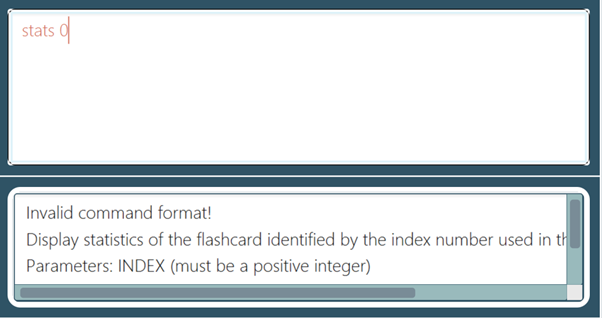 stats 0
Invalid command format!
Display statistics of the flashcard identified by the index number used in
Parameters: INDEX (must be a positive integer)